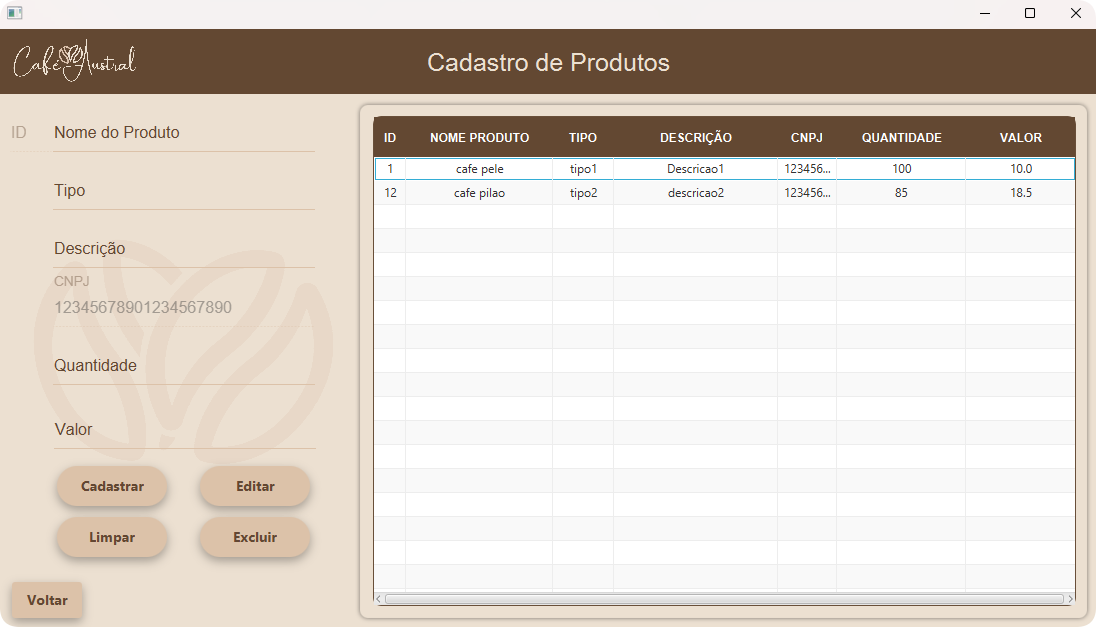 Café Austral
Cadastro de Produtos
ID Nome do Produto
Tipo
Descrição
CNPJ
12345678901234567890
Quantidade
Valor
Cadastrar Editar
Limpar Excluir
Voltar
ID NOME PRODUTO TIPO DESCRIÇÃO CNPJ QUANTIDADE VALOR
1 cafe pele tipo1 Descricao1 123456... 100 10.0
12 cafe pilao tipo2 descricao2 123456... 85 18.5